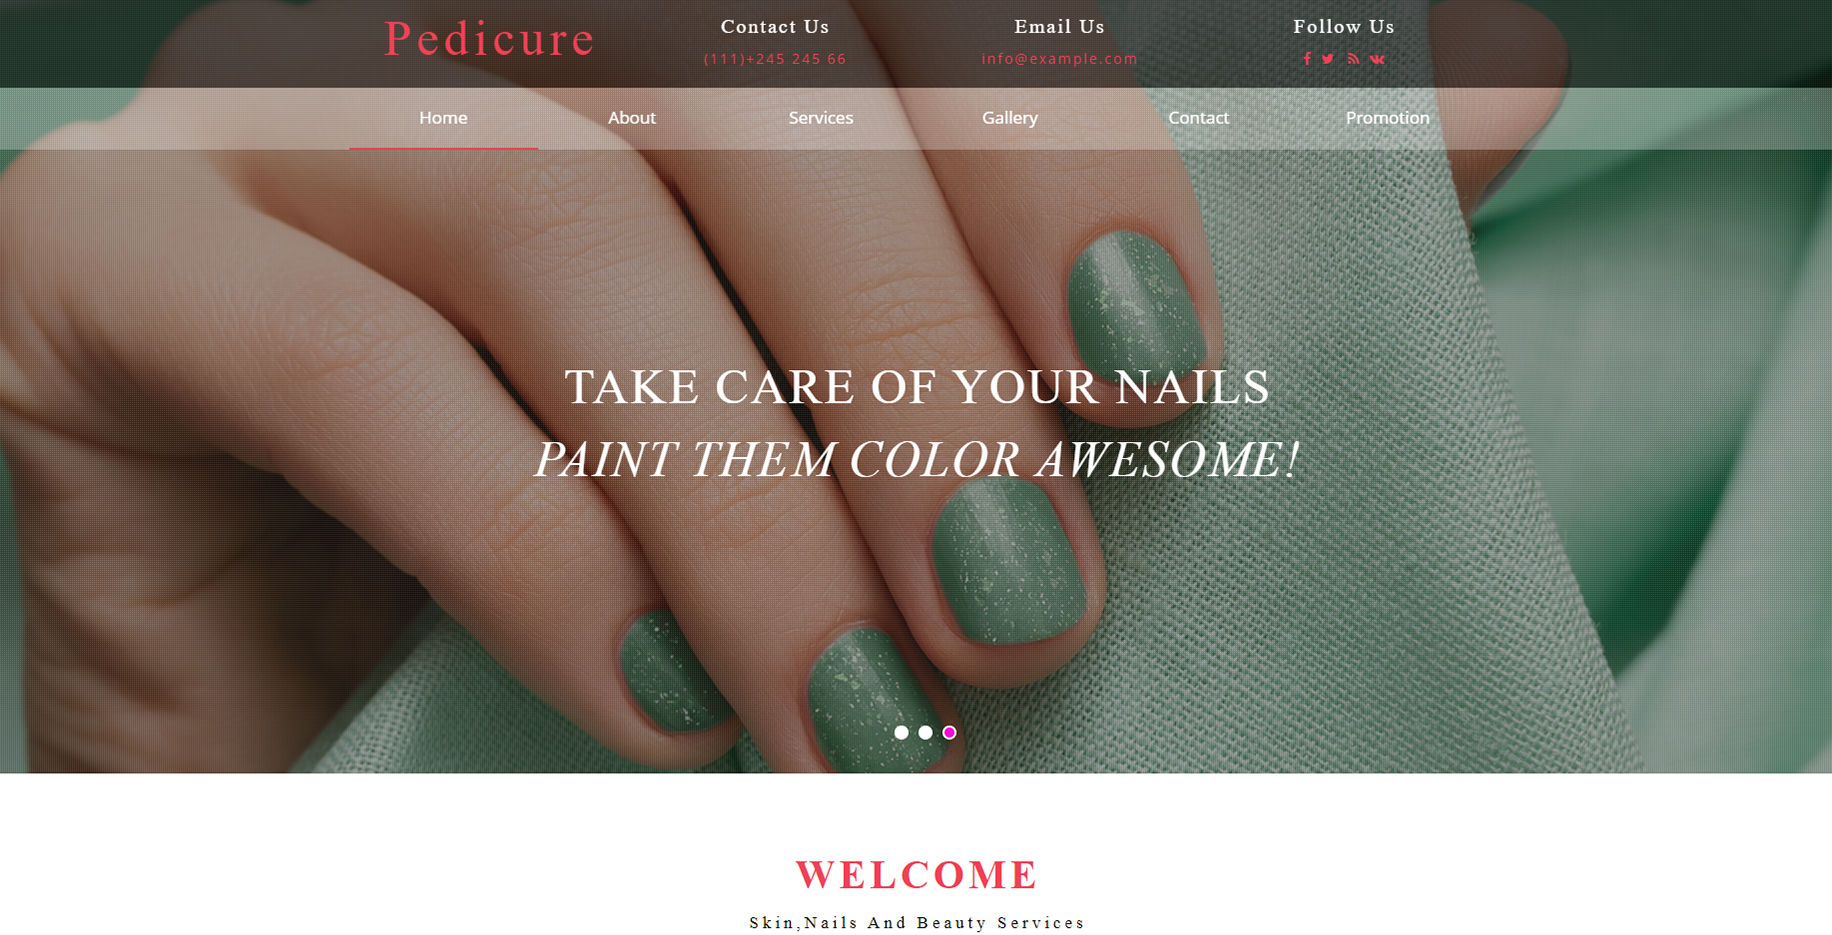 Pedicure
Contact Us
(111)+245 245 66
Email Us
info@example.com
Follow Us
Home
About
Services
Gallery
Contact
Promotion
TAKE CARE OF YOUR NAILS
PAINT THEM COLOR AWESOME!
WELCOME
Skin,Nails And Beauty Services